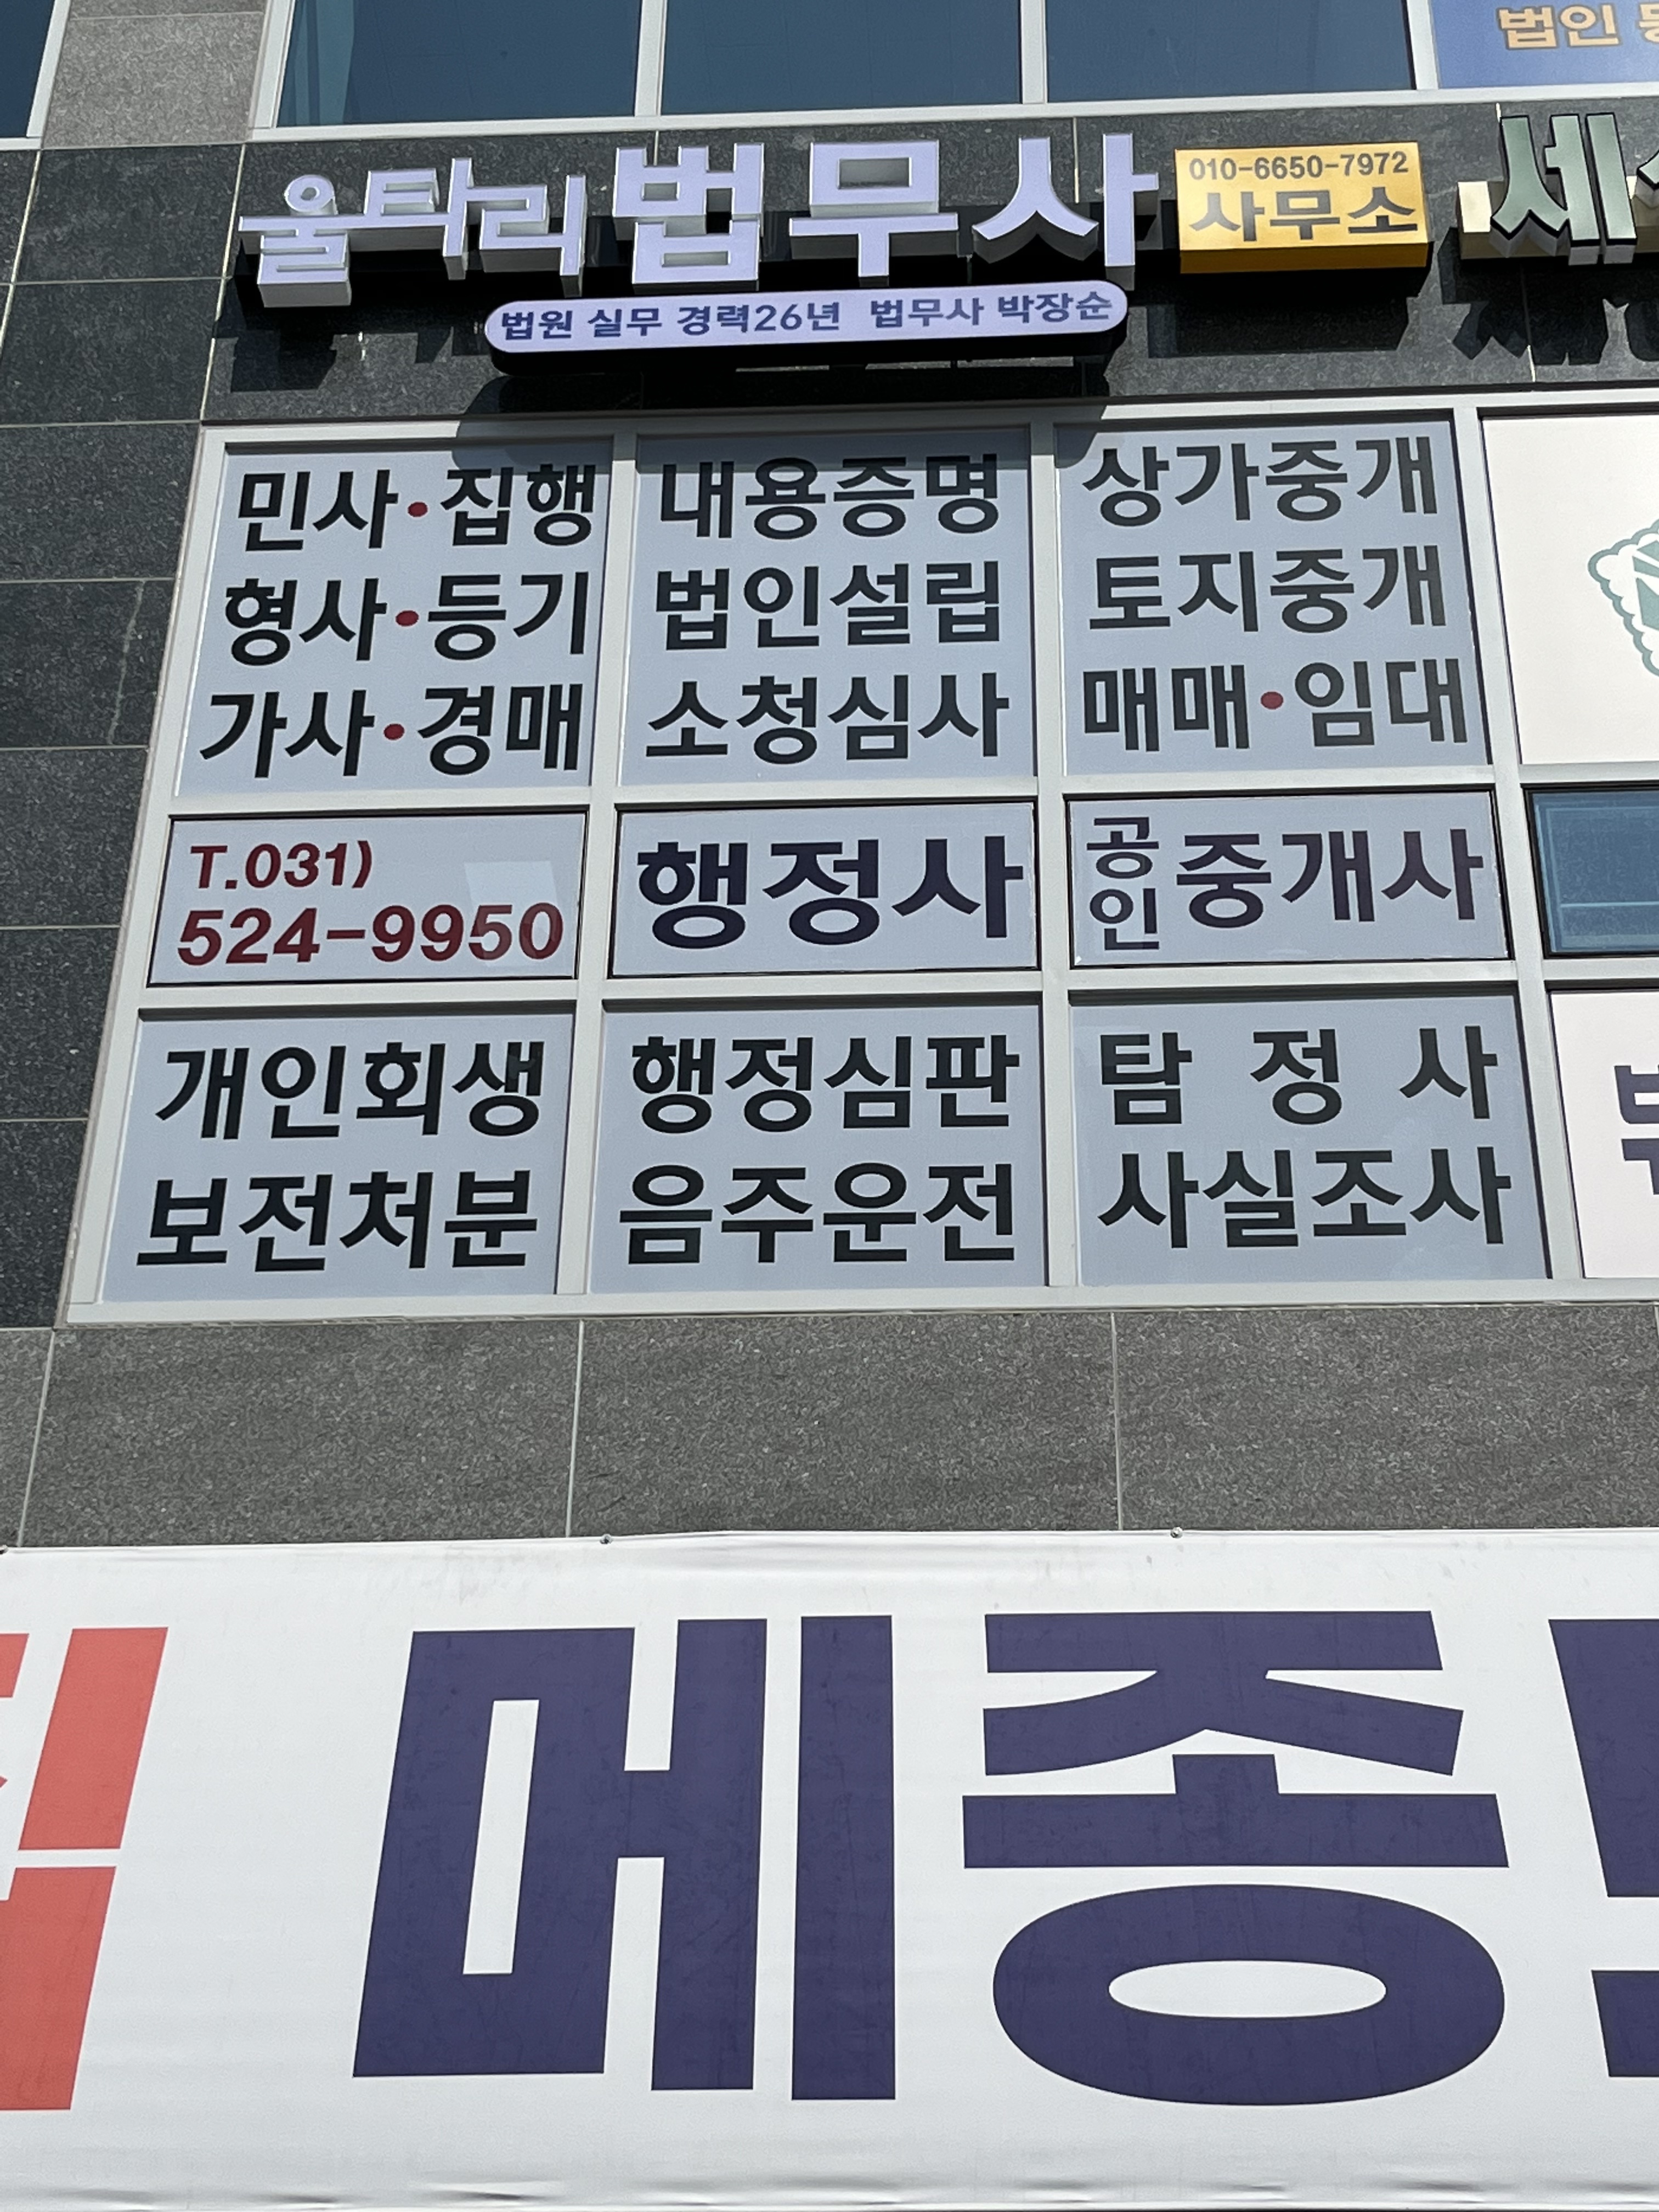 법인
울타리 법무사
010-6650-7972
사무소
법원 실무 경력26년 법무사 박장순
민사·집행
형사·등기
가사·경매
내용증명
법인설립
소청심사
상가중개
토지중개
매매·임대
T.031)
524-9950
행정사
공인 중개사
개인회생
보전처분
행정심판
음주운전
탐 정 사
사실조사
메종